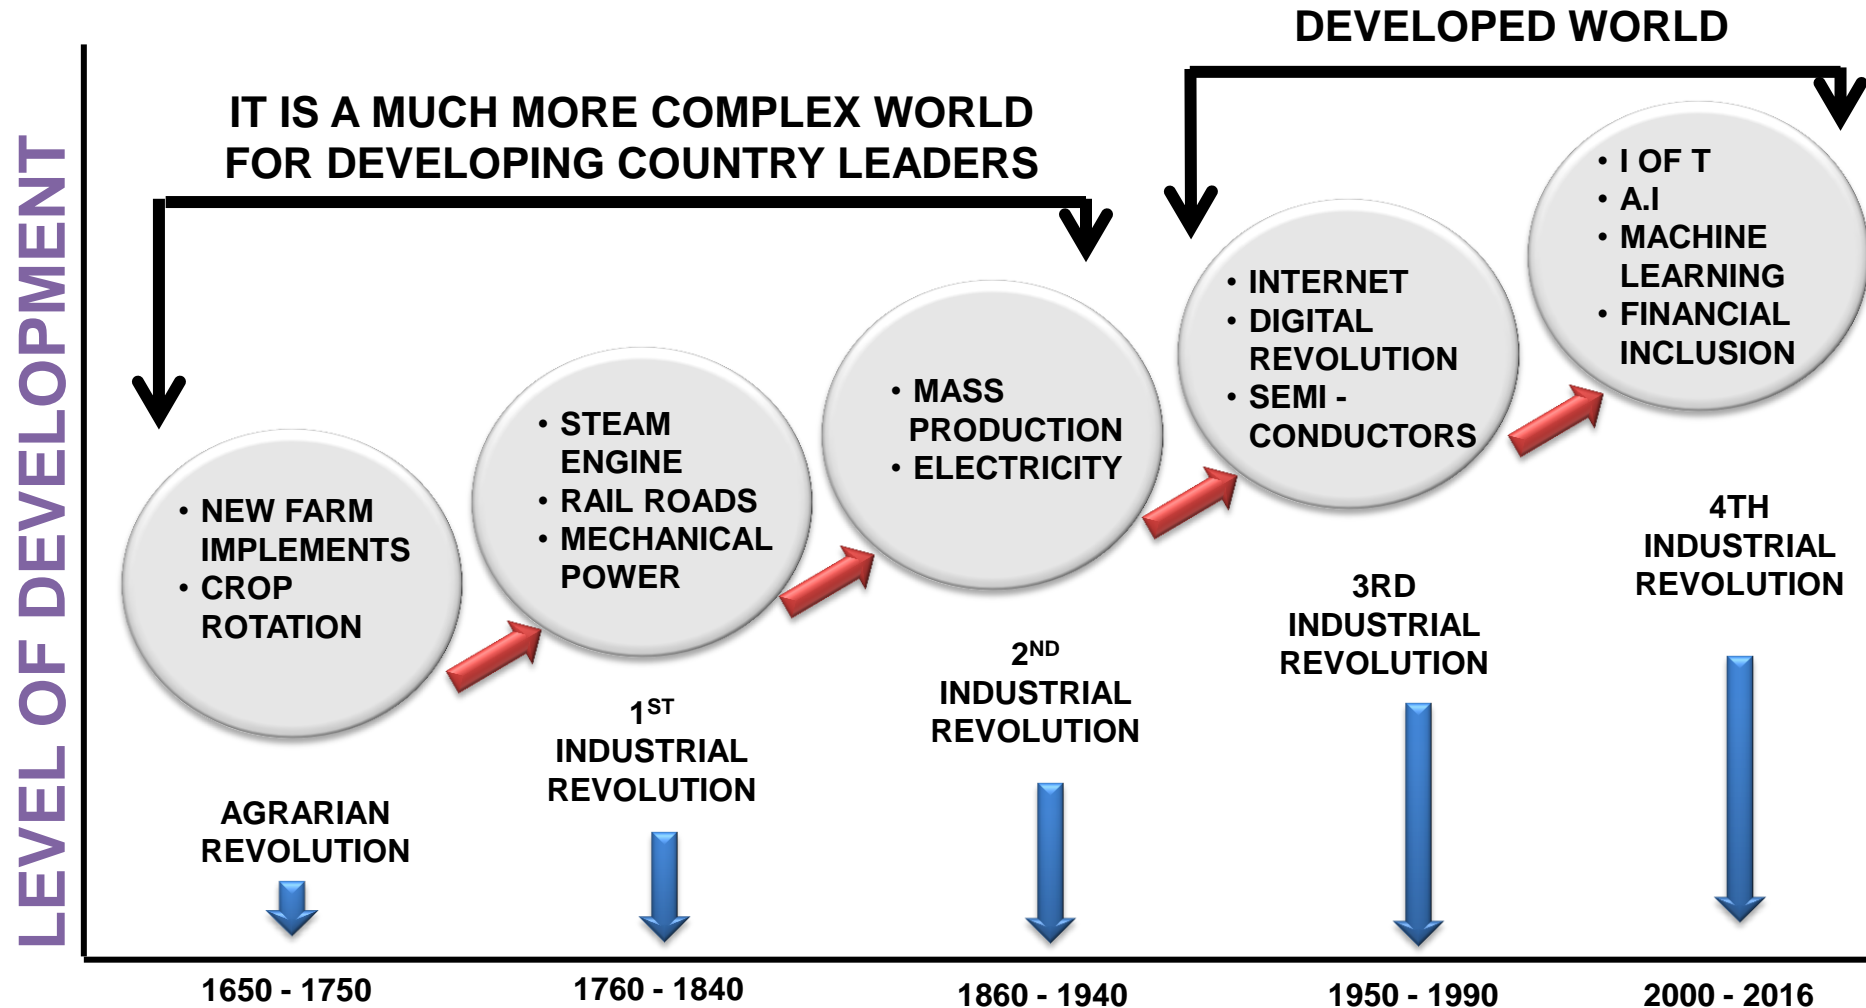 DEVELOPED WORLD
IT IS A MUCH MORE COMPLEX WORLD
FOR DEVELOPING COUNTRY LEADERS
LEVEL OF DEVELOPMENT
• NEW FARM
IMPLEMENTS
• CROP
ROTATION
• STEAM
ENGINE
• RAIL ROADS
• MECHANICAL
POWER
• MASS
PRODUCTION
• ELECTRICITY
• INTERNET
• DIGITAL
REVOLUTION
• SEMI -
CONDUCTORS
• I OF T
• A.I
• MACHINE
LEARNING
• FINANCIAL
INCLUSION
AGRARIAN
REVOLUTION
1ST
INDUSTRIAL
REVOLUTION
2ND
INDUSTRIAL
REVOLUTION
3RD
INDUSTRIAL
REVOLUTION
4TH
INDUSTRIAL
REVOLUTION
1650 - 1750
1760 - 1840
1860 - 1940
1950 - 1990
2000 - 2016